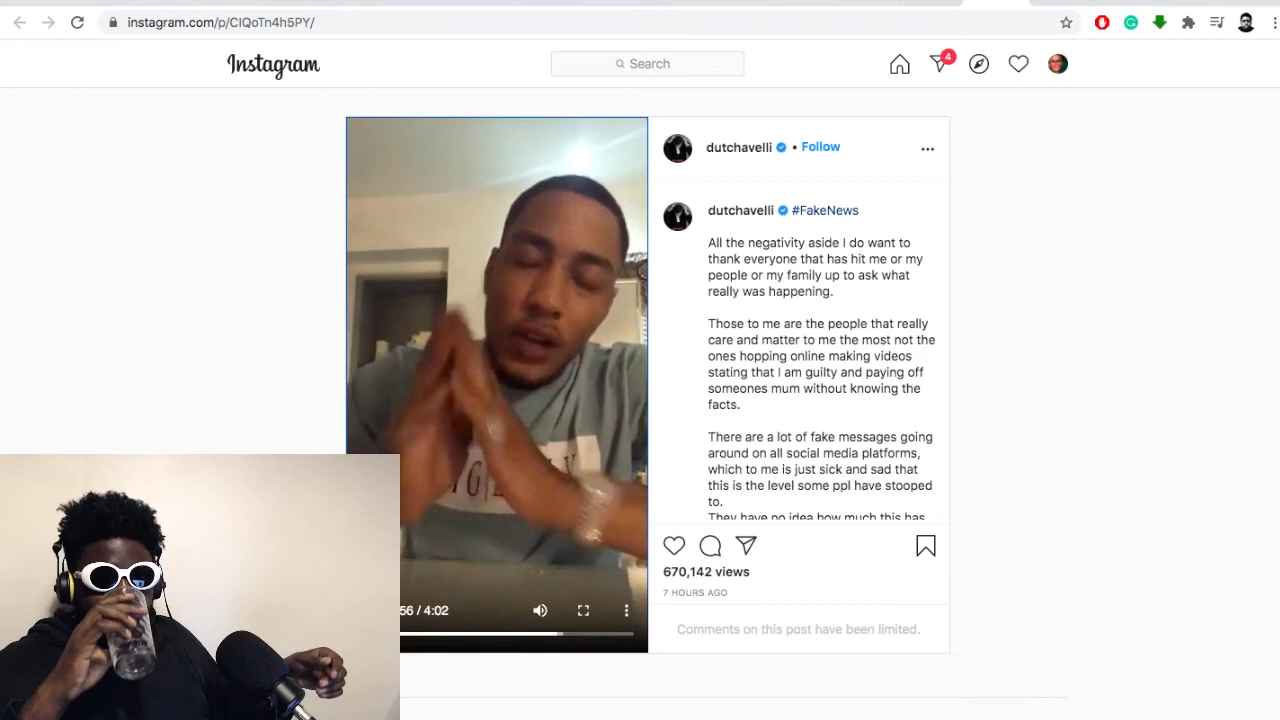 instagram.com/p/CIQoTn4h5PY/
Instagram
Search
4
dutchavelli • Follow
dutchavelli #FakeNews
All the negativity aside I do want to
thank everyone that has hit me or my
people or my family up to ask what
really was happening.
Those to me are the people that really
care and matter to me the most not the
ones hopping online making videos
stating that I am guilty and paying off
someones mum without knowing the
facts.
There are a lot of fake messages going
around on all social media platforms,
which to me is just sick and sad that
this is the level some ppl have stooped
to.
They have no idea how much this has
670,142 views
7 HOURS AGO
Comments on this post have been limited.
56 / 4:02